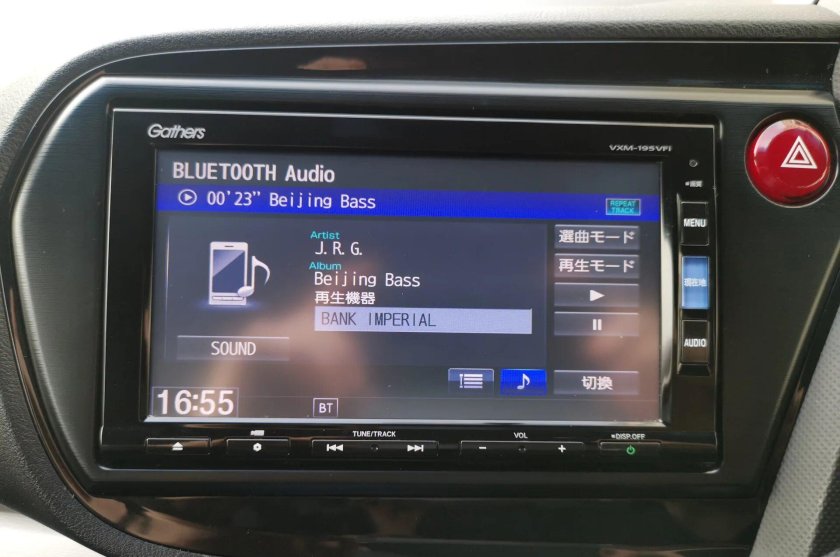 Gathers
VXM-195VFi
BLUETOOTH Audio
00'23" Beijing Bass
REPEAT
TRACK
Artist
J. R. G.
Album
Beijing Bass
再生機器
BANK IMPERIAL
SOUND
選曲モード
再生モード
切換
16:55
BT
画質
MENU
現在地
AUDIO
TUNE/TRACK
VOL
DISP.OFF